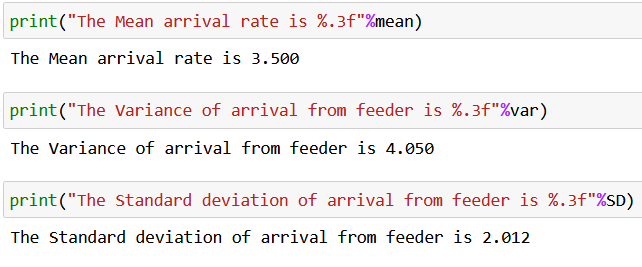 print("The Mean arrival rate is %.3f"%mean)
The Mean arrival rate is 3.500
print("The Variance of arrival from feeder is %.3f"%var)
The Variance of arrival from feeder is 4.050
print("The Standard deviation of arrival from feeder is %.3f"%SD)
The Standard deviation of arrival from feeder is 2.012